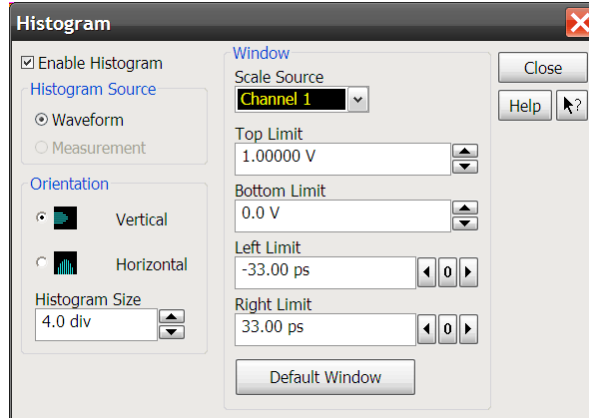 Histogram
Enable Histogram
Histogram Source
Waveform
Measurement
Orientation
Vertical
Horizontal
Histogram Size
4.0 div
Window
Scale Source
Channel 1
Top Limit
1.00000 V
Bottom Limit
0.0 V
Left Limit
-33.00 ps
0
Right Limit
33.00 ps
0
Default Window
Close
Help
?